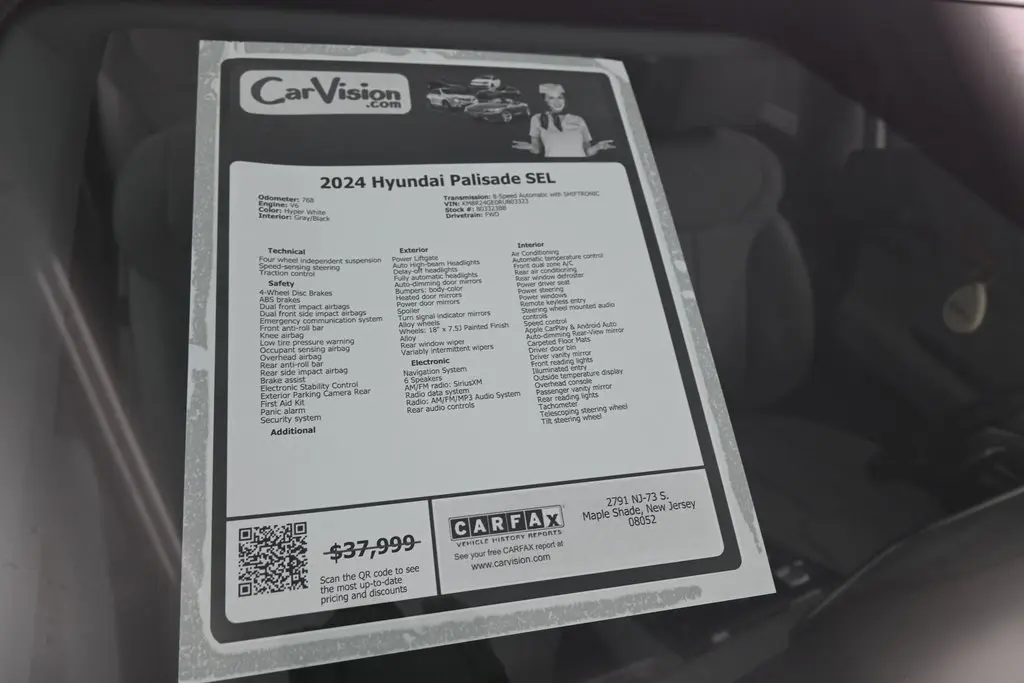 CarVision
.com
2024 Hyundai Palisade SEL
Odometer: 768
Engine: V6
Color: Hyper White
Interior: Gray/Black
Transmission: 8-Speed Automatic with SHIFTRONIC
VIN:
Stock #:
Drivetrain: FWD
Technical
Four wheel independent suspension
Speed-sensing steering
Traction control
Safety
4-Wheel Disc Brakes
ABS brakes
Dual front impact airbags
Dual front side impact airbags
Emergency communication system
Front anti-roll bar
Knee airbag
Low tire pressure warning
Occupant sensing airbag
Overhead airbag
Rear anti-roll bar
Rear side impact airbag
Brake assist
Electronic Stability Control
Exterior Parking Camera Rear
First Aid Kit
Panic alarm
Security system
Additional
Exterior
Power Liftgate
Auto High-beam Headlights
Delay-off headlights
Fully automatic headlights
Auto-dimming door mirrors
Bumpers: body-color
Heated door mirrors
Power door mirrors
Spoiler
Turn signal indicator mirrors
Alloy wheels
Wheels: 18" x 7.5J Painted Finish
Alloy
Rear window wiper
Variably intermittent wipers
Electronic
Navigation System
6 Speakers
AM/FM radio: SiriusXM
Radio data system
Radio: AM/FM/MP3 Audio System
Rear audio controls
Interior
Air Conditioning
Automatic temperature control
Front dual zone A/C
Rear air conditioning
Rear window defroster
Power driver seat
Power steering
Power windows
Remote keyless entry
Steering wheel mounted audio
controls
Speed control
Apple CarPlay & Android Auto
Auto-dimming Rear-View mirror
Carpeted Floor Mats
Driver door bin
Driver vanity mirror
Front reading lights
Illuminated entry
Outside temperature display
Overhead console
Passenger vanity mirror
Rear reading lights
Tachometer
Telescoping steering wheel
Tilt steering wheel
$37,999
Scan the QR code to see
the most up-to-date
pricing and discounts
CARFAX
VEHICLE HISTORY REPORTS
See your free CARFAX report at
www.carvision.com
2791 NJ-73 S.
Maple Shade, New Jersey
08052